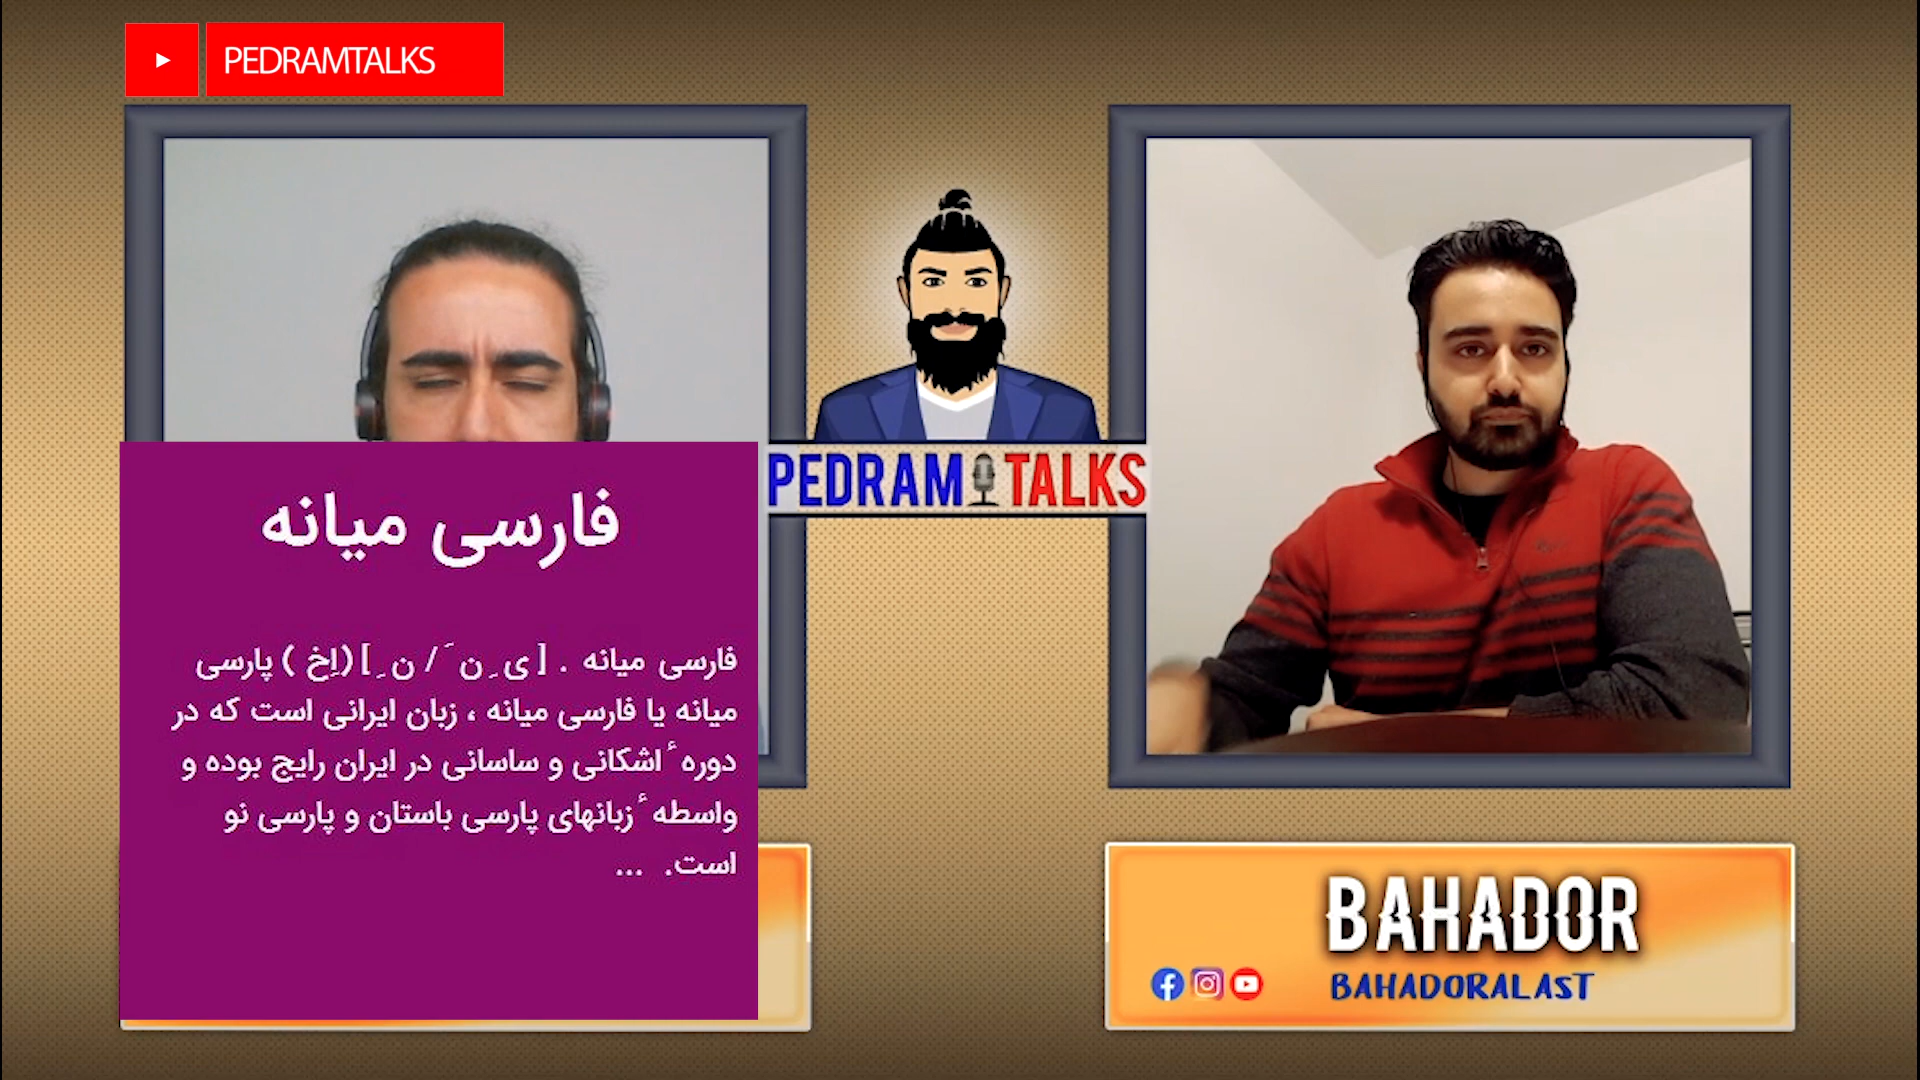 PEDRAMTALKS
PEDRAM TALKS
فارسی میانه
فارسی میانه . [ ی ِ ن َ / ن ِ ] (اِخ ) پارسی
میانه یا فارسی میانه ، زبان ایرانی است که در
دوره ٔ اشکانی و ساسانی در ایران رایج بوده و
واسطه ٔ زبانهای پارسی باستان و پارسی نو
است. ...
BAHADOR
BAHADORALAST